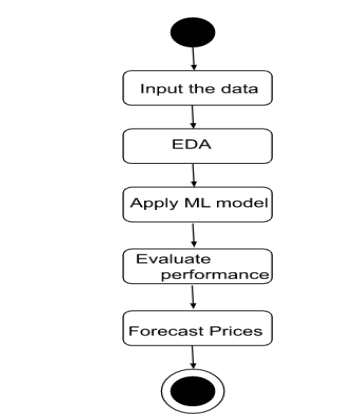 Input the data
EDA
Apply ML model
Evaluate
performance
Forecast Prices